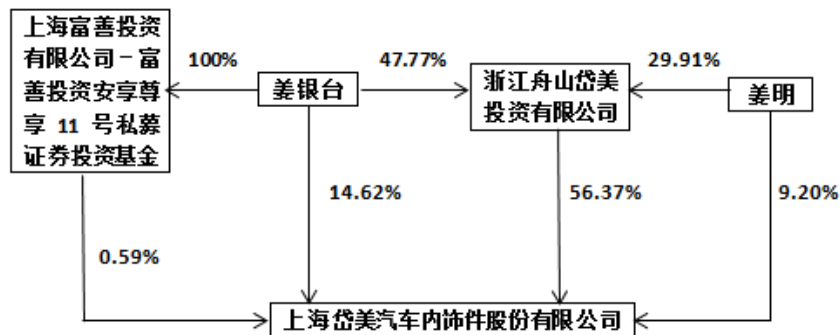 上海富善投资
有限公司－富
善投资安享尊
享 11 号私募
证券投资基金
100%
姜银台
47.77%
浙江舟山岱美
投资有限公司
29.91%
姜明
14.62%
56.37%
9.20%
0.59%
上海岱美汽车内饰件股份有限公司